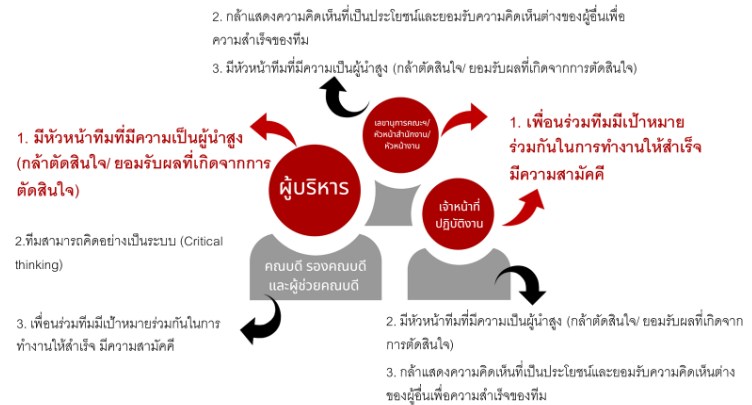 2. กล้าแสดงความคิดเห็นที่เป็นประโยชน์และยอมรับความคิดเห็นต่างของผู้อื่นเพื่อ
ความสำเร็จของทีม
3. มีหัวหน้าทีมที่มีความเป็นผู้นำสูง (กล้าตัดสินใจ/ ยอมรับผลที่เกิดจากการตัดสินใจ)
1. มีหัวหน้าทีมที่มีความเป็นผู้นำสูง
(กล้าตัดสินใจ/ ยอมรับผลที่เกิดจากการ
ตัดสินใจ)
เลขานุการคณะฯ/
หัวหน้าสำนักงาน/
หัวหน้างาน
1. เพื่อนร่วมทีมมีเป้าหมาย
ร่วมกันในการทำงานให้สำเร็จ
มีความสามัคคี
ผู้บริหาร
เจ้าหน้าที่
ปฏิบัติงาน
2.ทีมสามารถคิดอย่างเป็นระบบ (Critical
thinking)
คณบดี รองคณบดี
และผู้ช่วยคณบดี
3. เพื่อนร่วมทีมมีเป้าหมายร่วมกันในการ
ทำงานให้สำเร็จ มีความสามัคคี
2. มีหัวหน้าทีมที่มีความเป็นผู้นำสูง (กล้าตัดสินใจ/ ยอมรับผลที่เกิดจาก
การตัดสินใจ)
3. กล้าแสดงความคิดเห็นที่เป็นประโยชน์และยอมรับความคิดเห็นต่าง
ของผู้อื่นเพื่อความสำเร็จของทีม